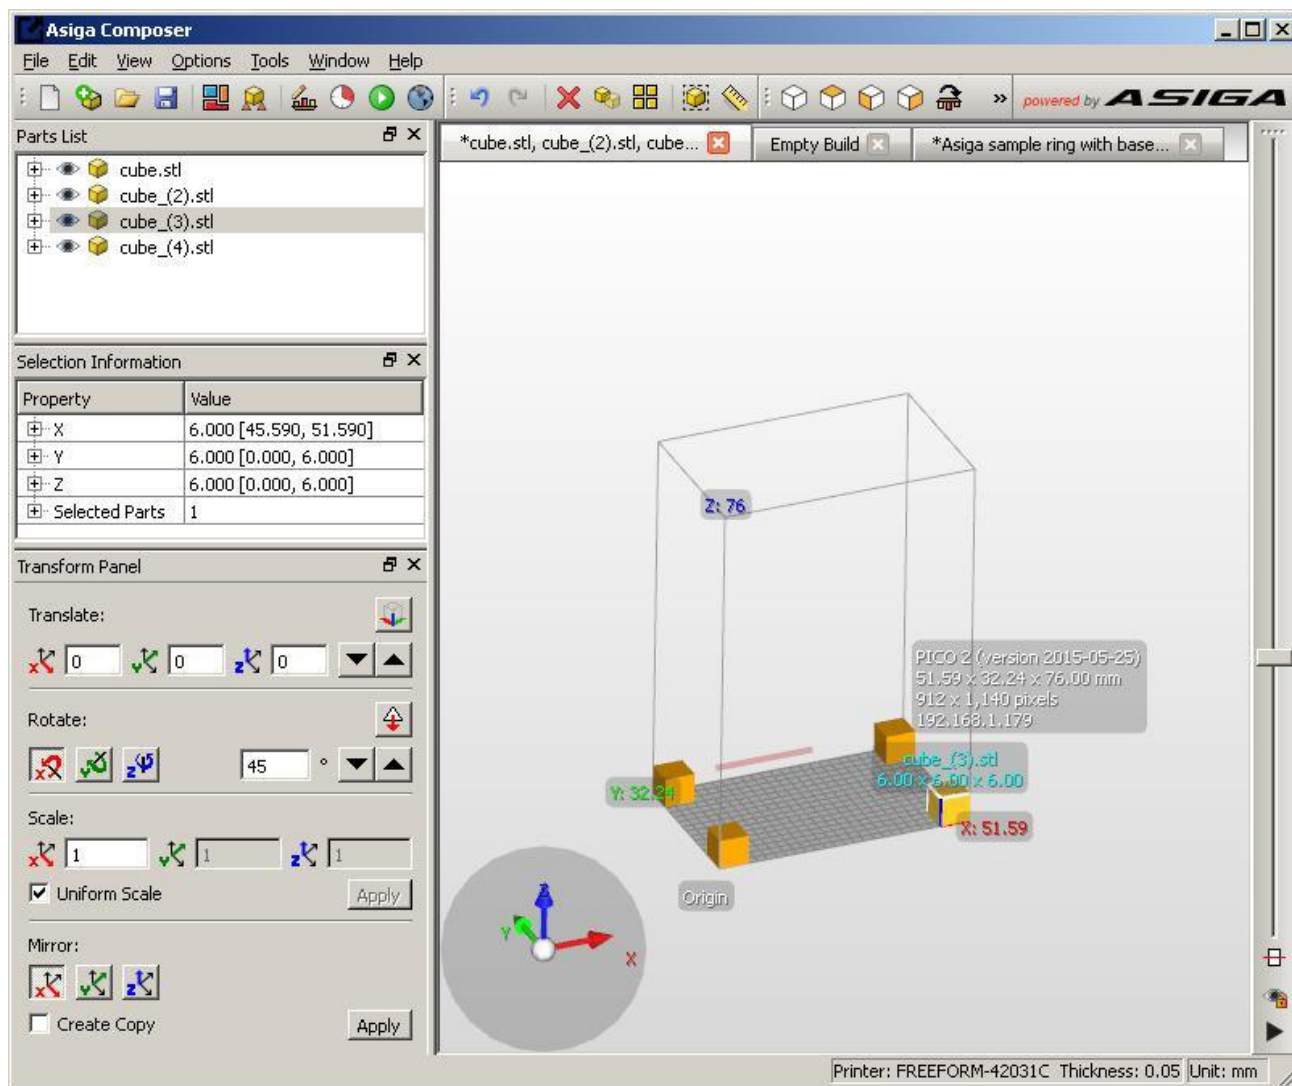 Asiga Composer
File Edit View Options Tools Window Help
» powered by ASIGA
Parts List
cube.stl
cube_(2).stl
cube_(3).stl
cube_(4).stl
Selection Information
Property Value
X 6.000 [45.590, 51.590]
Y 6.000 [0.000, 6.000]
Z 6.000 [0.000, 6.000]
Selected Parts 1
Transform Panel
Translate:
X 0 Y 0 Z 0
Rotate:
X Y Z 45 °
Scale:
X 1 Y 1 Z 1
Uniform Scale Apply
Mirror:
X Y Z
Create Copy Apply
*cube.stl, cube_(2).stl, cube... Empty Build *Asiga sample ring with base...
Z: 76
PICO 2 (version 2015-05-25)
51.59 x 32.24 x 76.00 mm
912 x 1,140 pixels
192.168.1.179
cube_(3).stl
6.00 x 6.00 x 6.00
Y: 32.24
X: 51.59
Origin
Z
Y
X
Printer: FREEFORM-42031C Thickness: 0.05 Unit: mm